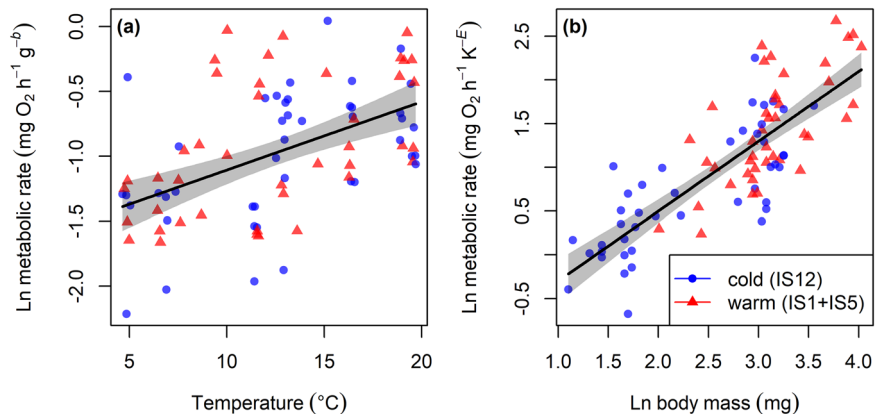 (a)
Ln metabolic rate (mg O₂ h⁻¹ g⁻ᵇ)
0.0
-0.5
-1.0
-1.5
-2.0
5
10
15
20
Temperature (°C)
(b)
Ln metabolic rate (mg O₂ h⁻¹ K⁻ᴱ)
2.5
1.5
0.5
-0.5
cold (IS12)
warm (IS1+IS5)
1.0 1.5 2.0 2.5 3.0 3.5 4.0
Ln body mass (mg)